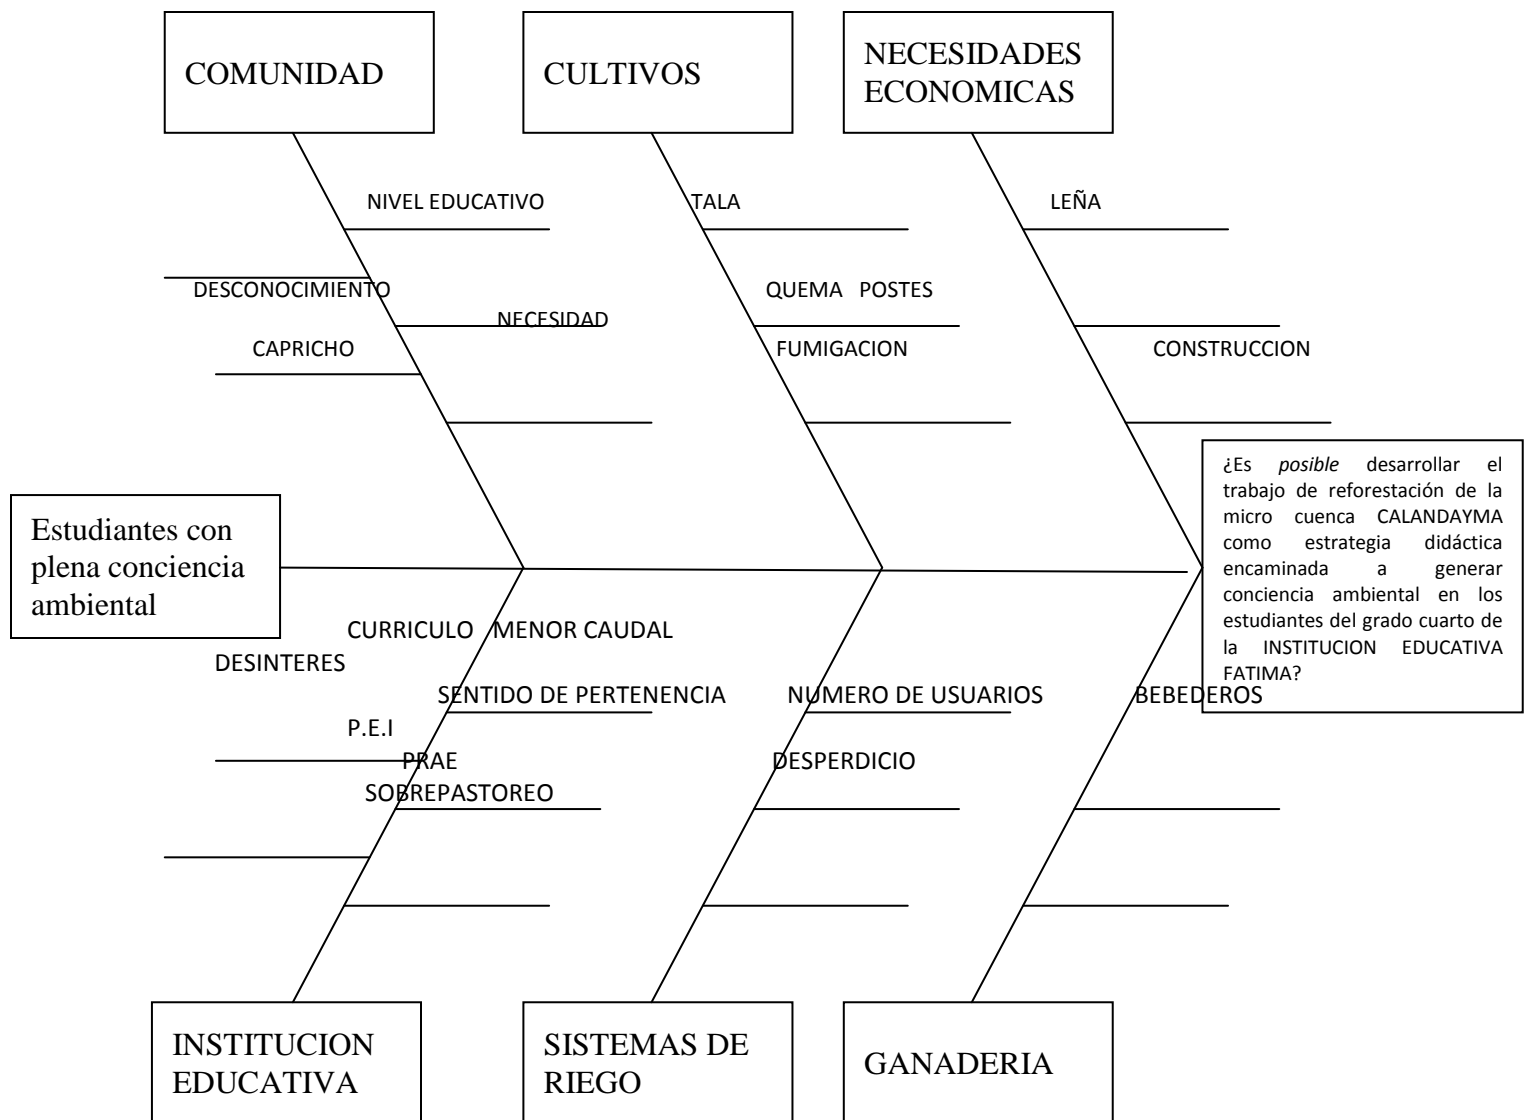 COMUNIDAD
CULTIVOS
NECESIDADES
ECONOMICAS
NIVEL EDUCATIVO
TALA
LEÑA
DESCONOCIMIENTO
QUEMA POSTES
NECESIDAD
CAPRICHO
FUMIGACION
CONSTRUCCION
Estudiantes con
plena conciencia
ambiental
¿Es posible desarrollar el
trabajo de reforestación de la
micro cuenca CALANDAYMA
como estrategia didáctica
encaminada a generar
conciencia ambiental en los
estudiantes del grado cuarto de
la INSTITUCION EDUCATIVA
FATIMA?
CURRICULO MENOR CAUDAL
DESINTERES
SENTIDO DE PERTENENCIA
NUMERO DE USUARIOS
BEBEDEROS
P.E.I
PRAE
DESPERDICIO
SOBREPASTOREO
INSTITUCION
EDUCATIVA
SISTEMAS DE
RIEGO
GANADERIA